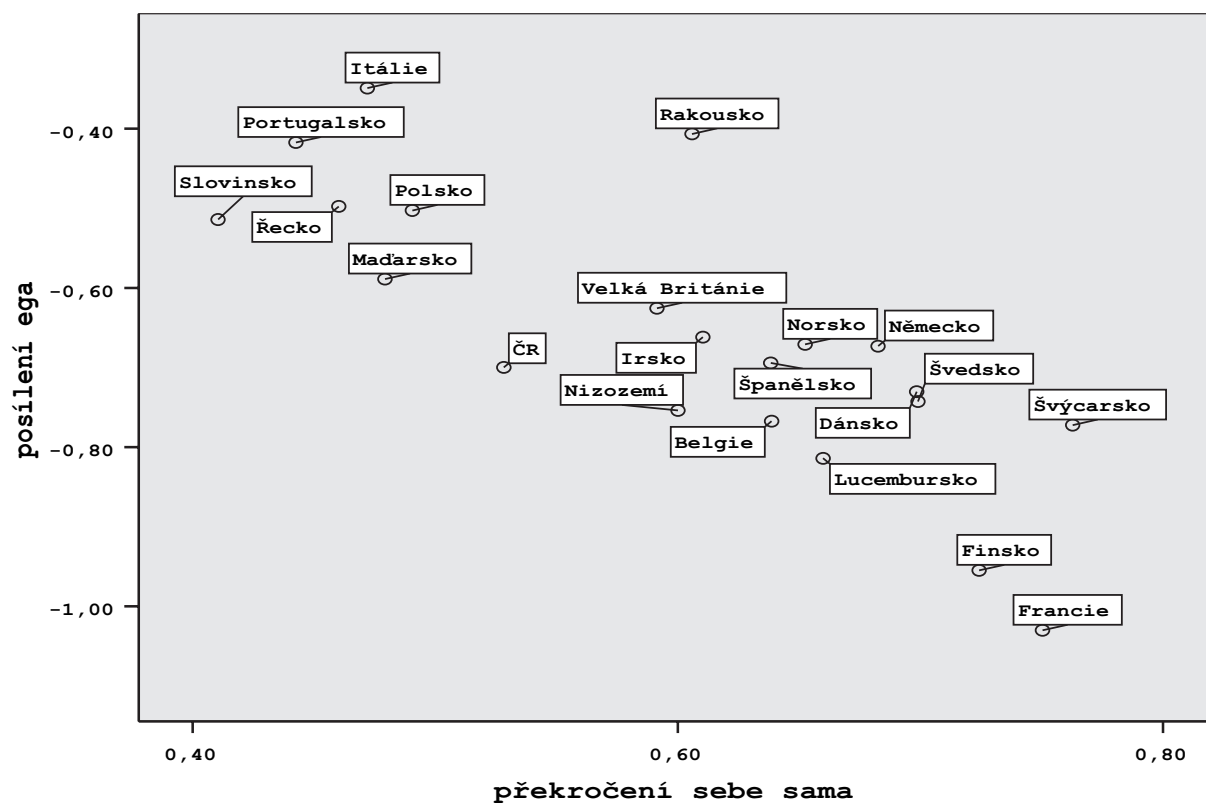 Itálie
Portugalsko
Rakousko
-0,40
Slovinsko
Polsko
Řecko
Maďarsko
-0,60
Velká Británie
Norsko
Německo
ČR
Irsko
Švedsko
Španělsko
Nizozemí
Švýcarsko
Dánsko
Belgie
-0,80
Lucembursko
Finsko
-1,00
Francie
posílení ega
0,40
0,60
0,80
překročení sebe sama